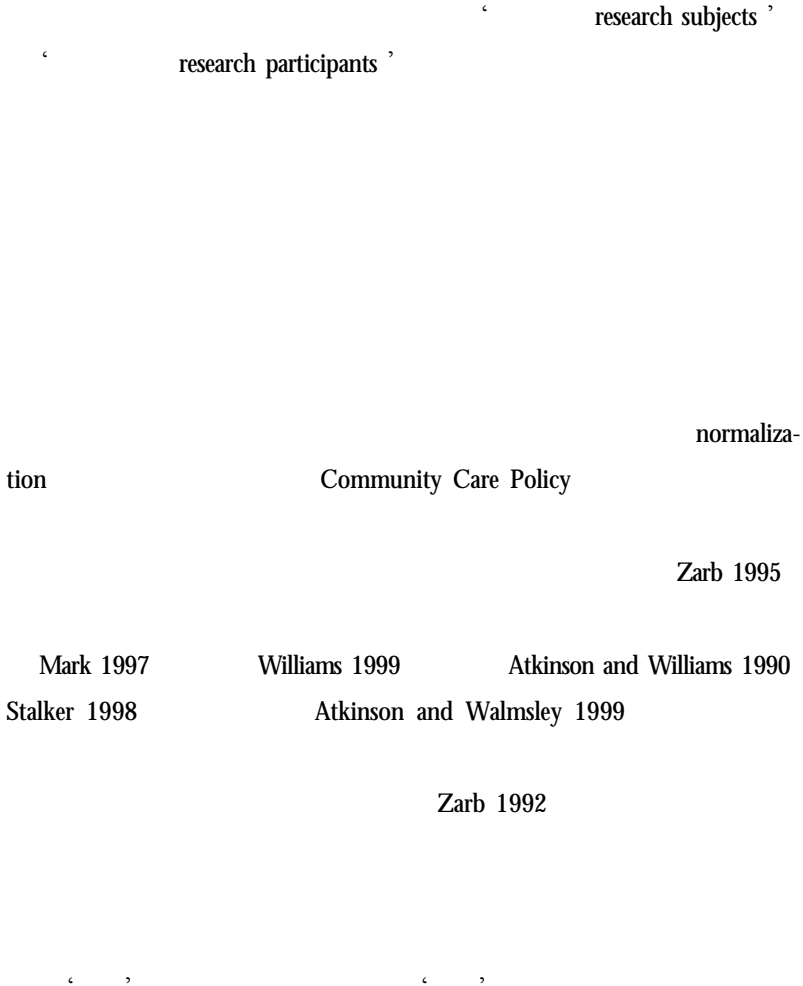 ‘ research subjects ’
‘ research participants ’
normaliza-
tion Community Care Policy
Zarb 1995
Mark 1997 Williams 1999 Atkinson and Williams 1990
Stalker 1998 Atkinson and Walmsley 1999
Zarb 1992
‘ ’ ‘ ’